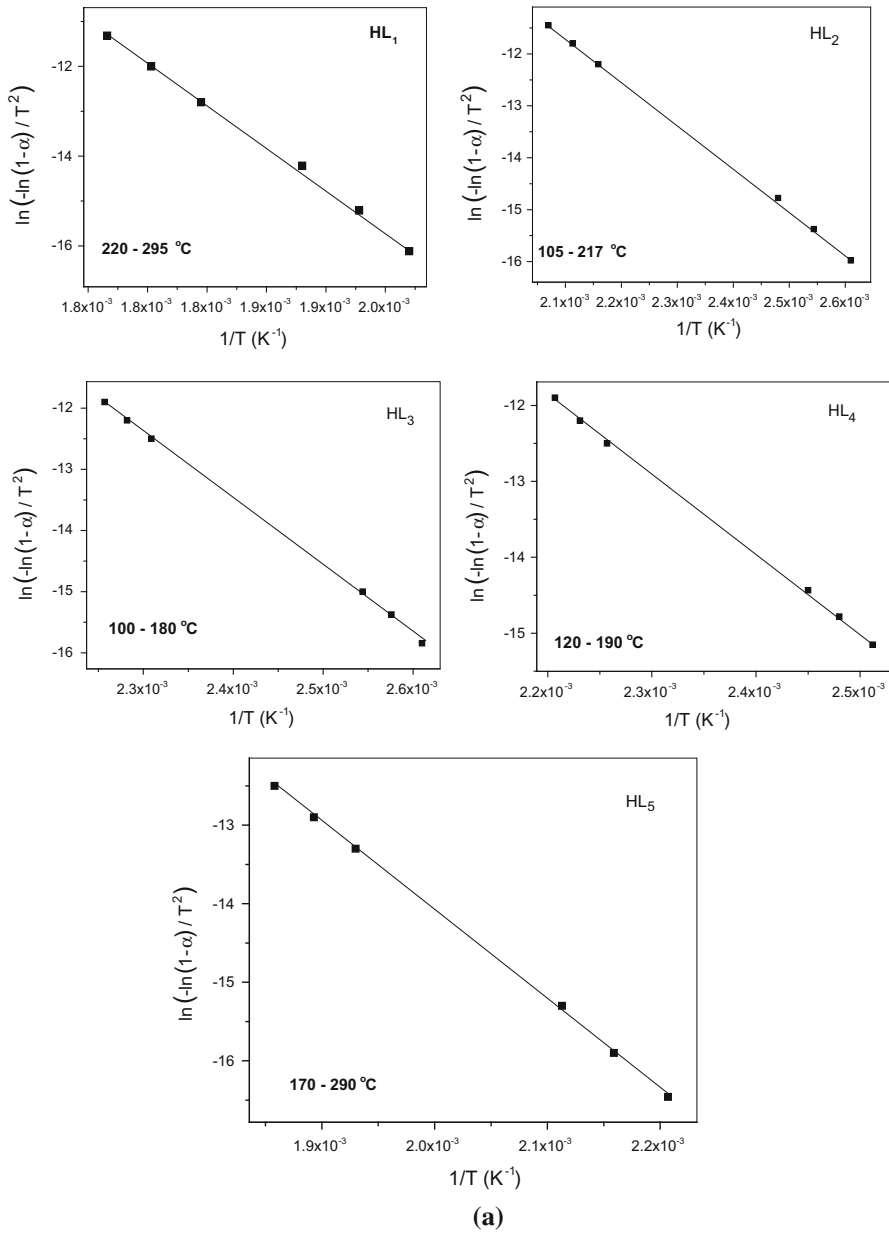 HL₁
ln (-ln (1-α) / T²)
-12
-14
-16
220 - 295 °C
1.8x10⁻³ 1.8x10⁻³ 1.8x10⁻³ 1.9x10⁻³ 1.9x10⁻³ 2.0x10⁻³
1/T (K⁻¹)
HL₂
ln (-ln (1-α) / T²)
-12
-13
-14
-15
-16
105 - 217 °C
2.1x10⁻³ 2.2x10⁻³ 2.3x10⁻³ 2.4x10⁻³ 2.5x10⁻³ 2.6x10⁻³
1/T (K⁻¹)
HL₃
ln (-ln (1-α) / T²)
-12
-13
-14
-15
-16
100 - 180 °C
2.3x10⁻³ 2.4x10⁻³ 2.5x10⁻³ 2.6x10⁻³
1/T (K⁻¹)
HL₄
ln (-ln (1-α) / T²)
-12
-13
-14
-15
120 - 190 °C
2.2x10⁻³ 2.3x10⁻³ 2.4x10⁻³ 2.5x10⁻³
1/T (K⁻¹)
HL₅
ln (-ln (1-α) / T²)
-13
-14
-15
-16
170 - 290 °C
1.9x10⁻³ 2.0x10⁻³ 2.1x10⁻³ 2.2x10⁻³
1/T (K⁻¹)
(a)